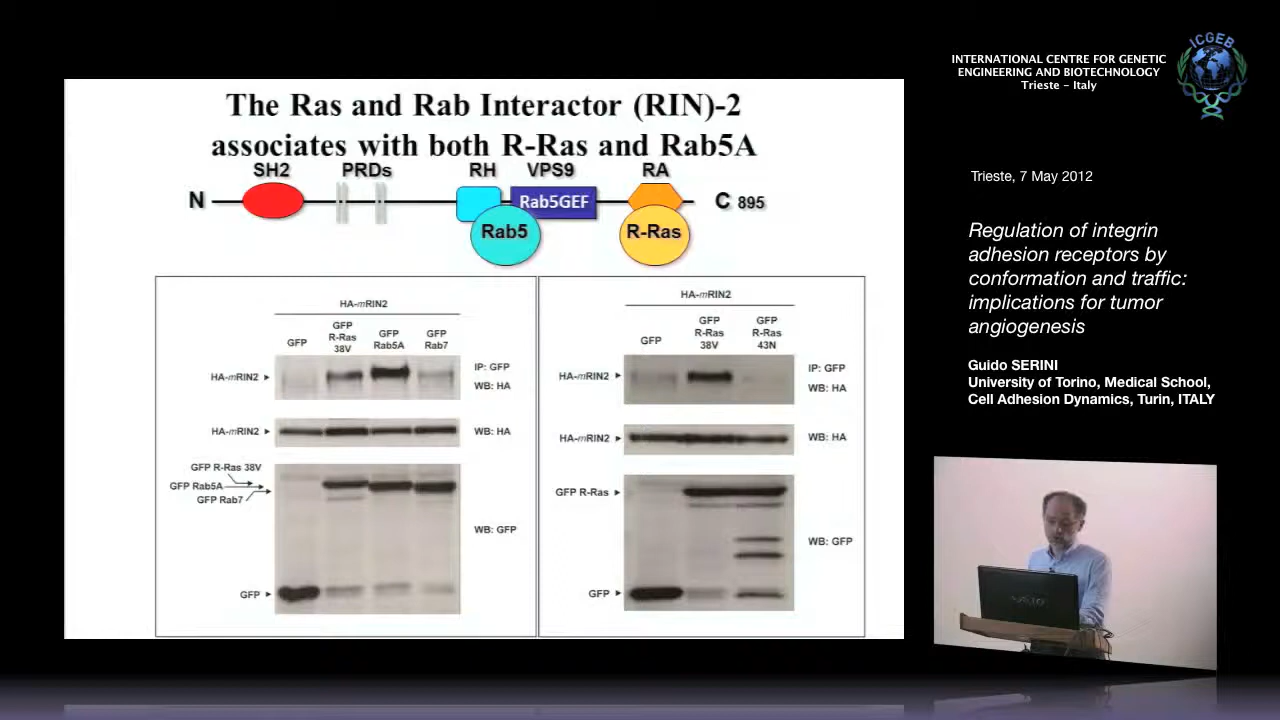 The Ras and Rab Interactor (RIN)-2
associates with both R-Ras and Rab5A
SH2 PRDs RH VPS9 RA
N Rab5GEF C 895
Rab5 R-Ras
HA-mRIN2
GFP
GFP
R-Ras
38V
GFP
Rab5A
GFP
Rab7
HA-mRIN2
IP: GFP
WB: HA
HA-mRIN2
WB: HA
GFP R-Ras 38V
GFP Rab5A
GFP Rab7
WB: GFP
GFP
HA-mRIN2
GFP
GFP
R-Ras
38V
GFP
R-Ras
43N
HA-mRIN2
IP: GFP
WB: HA
HA-mRIN2
WB: HA
GFP R-Ras
WB: GFP
GFP
INTERNATIONAL CENTRE FOR GENETIC
ENGINEERING AND BIOTECHNOLOGY
Trieste - Italy
ICGEB
Trieste, 7 May 2012
Regulation of integrin
adhesion receptors by
conformation and traffic:
implications for tumor
angiogenesis
Guido SERINI
University of Torino, Medical School,
Cell Adhesion Dynamics, Turin, ITALY
VAIO